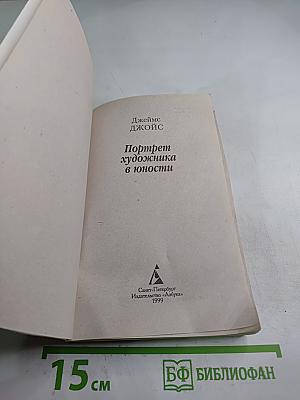 Джеймс
ДЖОЙС
Портрет
художника
в юности
Санкт-Петербург
Издательство «Азбука»
1999
15 см
БФ БИБЛИОФАН